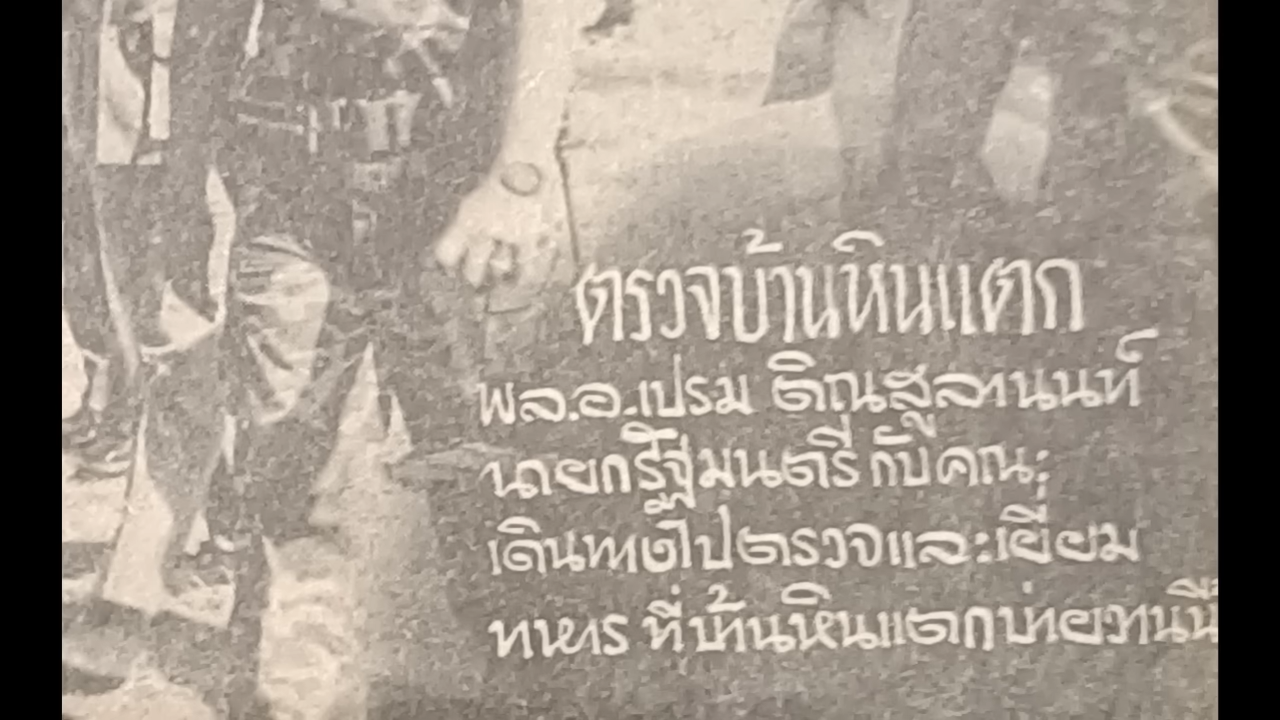 ตรวจบ้านหินแตก
พล.อ.เปรม ติณสูลานนท์
นายกรัฐมนตรี กับคณะ
เดินทางไปตรวจและเยี่ยม
ทหาร ที่บ้านหินแตกบ่ายวานนี้